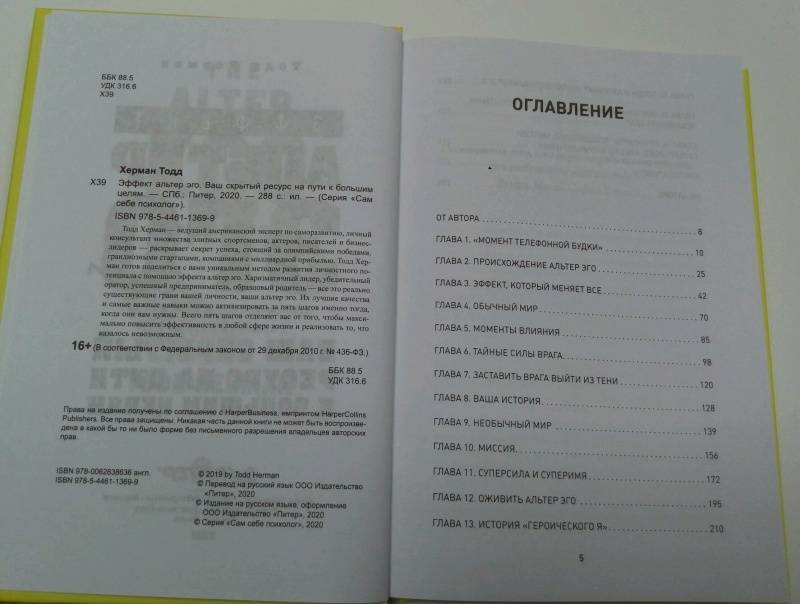 ББК 88.5
УДК 316.6
Х39
Херман Тодд
Х39 Эффект альтер эго. Ваш скрытый ресурс на пути к большим
целям. — СПб.: Питер, 2020. — 288 с.: ил. — (Серия «Сам
себе психолог»).
ISBN 978-5-4461-1369-9
Тодд Херман — ведущий американский эксперт по саморазвитию, личный
консультант множества элитных спортсменов, актеров, писателей и бизнес-
лидеров — раскрывает секрет успеха, стоящий за олимпийскими победами,
грандиозными стартапами, компаниями с миллиардной прибылью. Тодд Хер-
ман готов поделиться с вами уникальным методом развития личностного по-
тенциала с помощью эффекта альтер эго. Харизматичный лидер, убедительный
оратор, успешный предприниматель, образцовый родитель — все это реально
существующие грани вашей личности, ваши альтер эго. Их лучшие качества
и самые важные навыки можно активизировать за пять шагов именно тогда,
когда они вам нужны. Всего пять шагов отделяют вас от того, чтобы макси-
мально повысить эффективность в любой сфере жизни и реализовать то, что
казалось невозможным.
16+ (В соответствии с Федеральным законом от 29 декабря 2010 г. № 436-ФЗ.)
ББК 88.5
УДК 316.6
Права на издание получены по соглашению с HarperBusiness, импринтом HarperCollins
Publishers. Все права защищены. Никакая часть данной книги не может быть воспроизве-
дена в какой бы то ни было форме без письменного разрешения владельцев авторских
прав.
ISBN 978-0062838636 англ.
ISBN 978-5-4461-1369-9
© 2019 by Todd Herman
© Перевод на русский язык ООО Издательство
«Питер», 2020
© Издание на русском языке, оформление
ООО Издательство «Питер», 2020
© Серия «Сам себе психолог», 2020
ОГЛАВЛЕНИЕ
ОТ АВТОРА 8
ГЛАВА 1. «МОМЕНТ ТЕЛЕФОННОЙ БУДКИ» 10
ГЛАВА 2. ПРОИСХОЖДЕНИЕ АЛЬТЕР ЭГО 25
ГЛАВА 3. ЭФФЕКТ, КОТОРЫЙ МЕНЯЕТ ВСЕ 42
ГЛАВА 4. ОБЫЧНЫЙ МИР 70
ГЛАВА 5. МОМЕНТЫ ВЛИЯНИЯ 85
ГЛАВА 6. ТАЙНЫЕ СИЛЫ ВРАГА 98
ГЛАВА 7. ЗАСТАВИТЬ ВРАГА ВЫЙТИ ИЗ ТЕНИ 120
ГЛАВА 8. ВАША ИСТОРИЯ 128
ГЛАВА 9. НЕОБЫЧНЫЙ МИР 139
ГЛАВА 10. МИССИЯ 156
ГЛАВА 11. СУПЕРСИЛА И СУПЕРИМЯ 172
ГЛАВА 12. ОЖИВИТЬ АЛЬТЕР ЭГО 195
ГЛАВА 13. ИСТОРИЯ «ГЕРОИЧЕСКОГО Я» 210
5